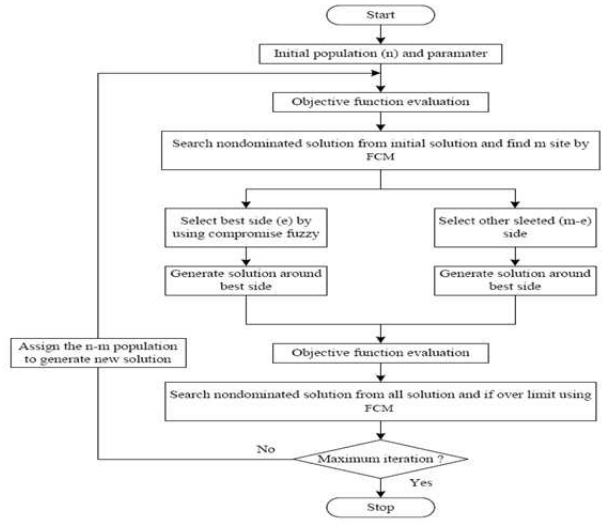 Start
Initial population (n) and paramater
Objective function evaluation
Search nondominated solution from initial solution and find m site by
FCM
Select best side (e) by
using compromise fuzzy
Select other sleeted (m-e)
side
Generate solution around
best side
Generate solution around
best side
Assign the n-m population
to generate new solution
Objective function evaluation
Search nondominated solution from all solution and if over limit using
FCM
No
Maximum iteration ?
Yes
Stop